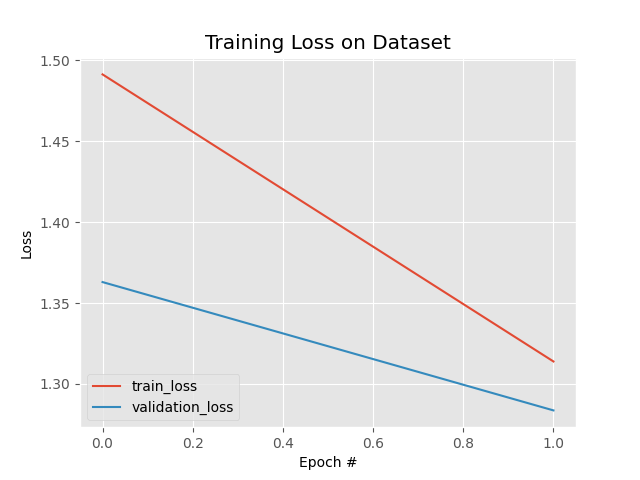 Training Loss on Dataset
1.50
1.45
1.40
1.35
1.30
Loss
train_loss
validation_loss
0.0 0.2 0.4 0.6 0.8 1.0
Epoch #